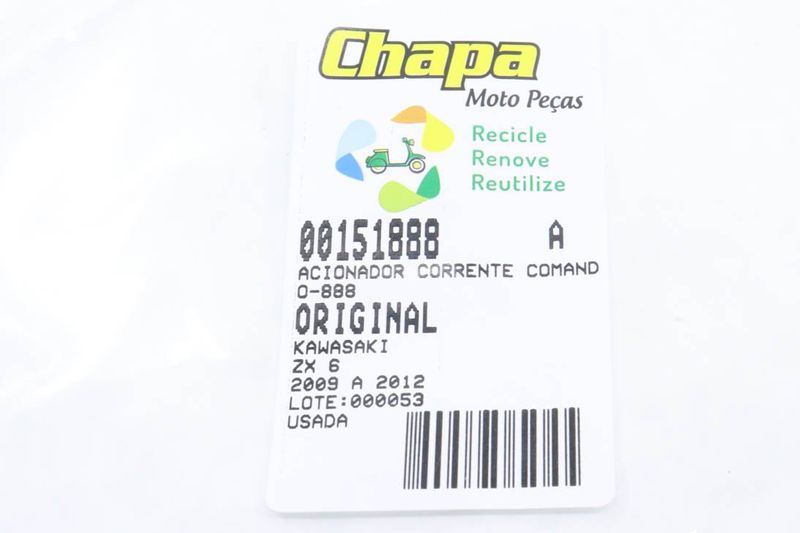 Chapa
Moto Peças
Recicle
Renove
Reutilize
00151888 A
ACIONADOR CORRENTE COMAND
O-888
ORIGINAL
KAWASAKI
ZX 6
2009 A 2012
LOTE:000053
USADA